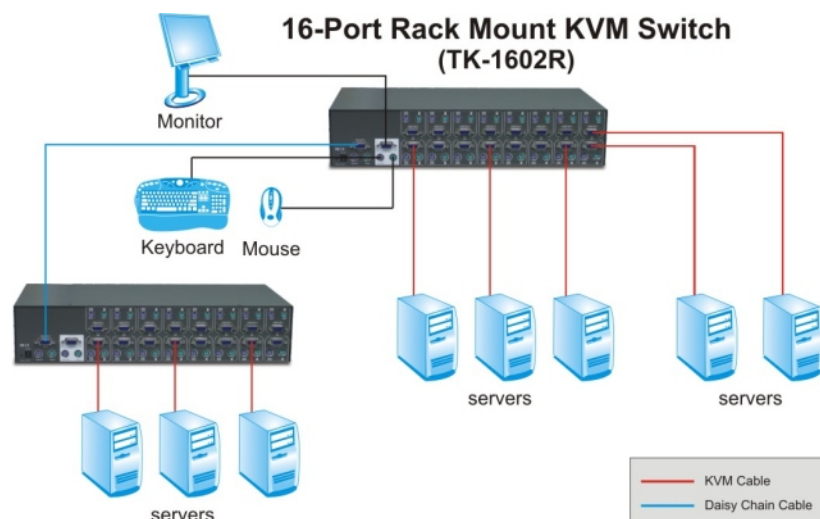 16-Port Rack Mount KVM Switch
(TK-1602R)
Monitor
Keyboard
Mouse
servers
servers
servers
KVM Cable
Daisy Chain Cable